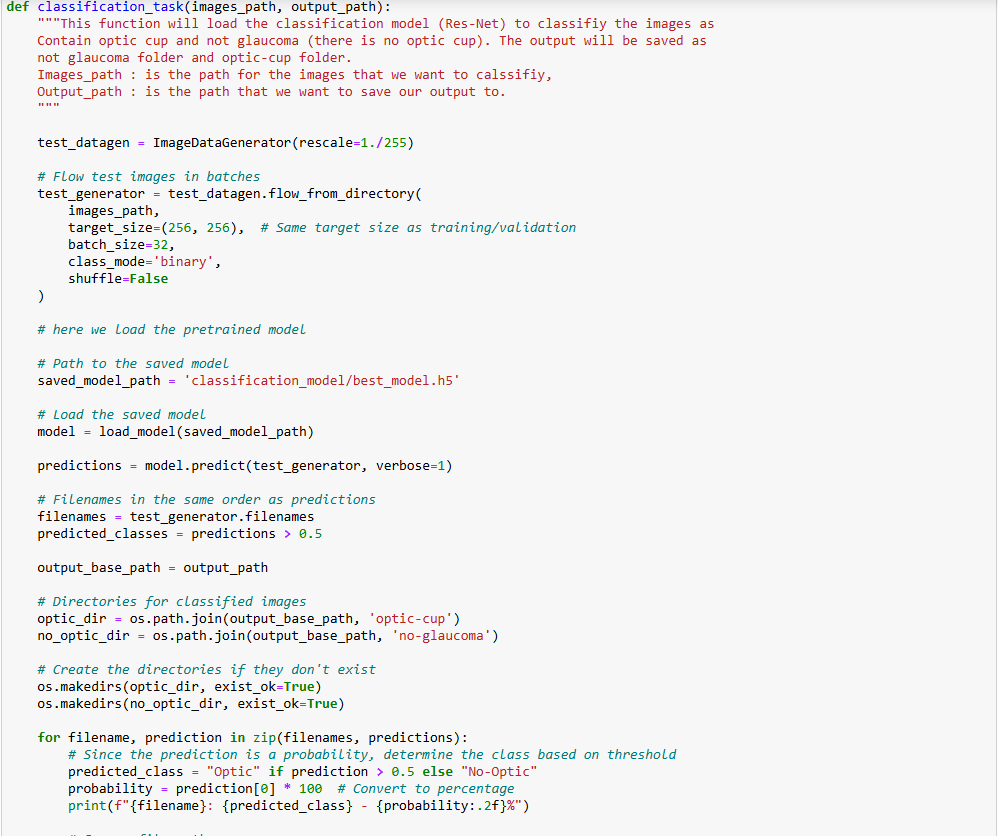 def classification_task(images_path, output_path):
"""This function will load the classification model (Res-Net) to classifiy the images as
Contain optic cup and not glaucoma (there is no optic cup). The output will be saved as
not glaucoma folder and optic-cup folder.
Images_path : is the path for the images that we want to calssifiy,
Output_path : is the path that we want to save our output to.
"""
test_datagen = ImageDataGenerator(rescale=1./255)
# Flow test images in batches
test_generator = test_datagen.flow_from_directory(
images_path,
target_size=(256, 256),  # Same target size as training/validation
batch_size=32,
class_mode='binary',
shuffle=False
)
# here we load the pretrained model
# Path to the saved model
saved_model_path = 'classification_model/best_model.h5'
# Load the saved model
model = load_model(saved_model_path)
predictions = model.predict(test_generator, verbose=1)
# Filenames in the same order as predictions
filenames = test_generator.filenames
predicted_classes = predictions > 0.5
output_base_path = output_path
# Directories for classified images
optic_dir = os.path.join(output_base_path, 'optic-cup')
no_optic_dir = os.path.join(output_base_path, 'no-glaucoma')
# Create the directories if they don't exist
os.makedirs(optic_dir, exist_ok=True)
os.makedirs(no_optic_dir, exist_ok=True)
for filename, prediction in zip(filenames, predictions):
# Since the prediction is a probability, determine the class based on threshold
predicted_class = "Optic" if prediction > 0.5 else "No-Optic"
probability = prediction[0] * 100  # Convert to percentage
print(f"{filename}: {predicted_class} - {probability:.2f}%")